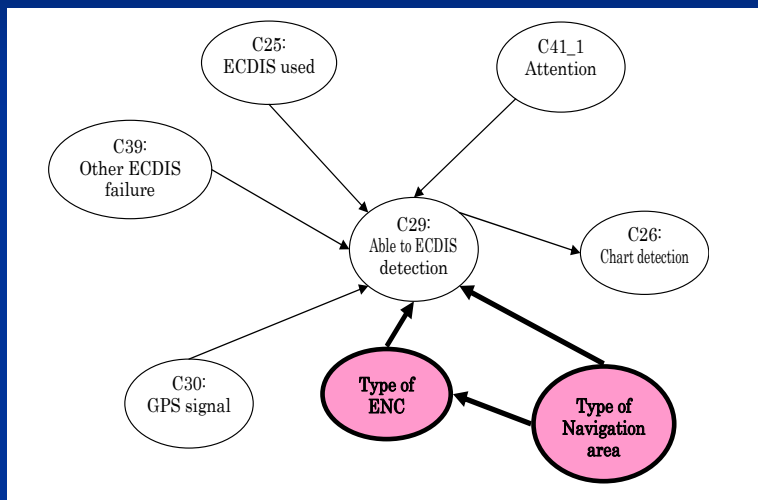 C25:
ECDIS used
C41_1
Attention
C39:
Other ECDIS
failure
C29:
Able to ECDIS
detection
C26:
Chart detection
C30:
GPS signal
Type of
ENC
Type of
Navigation
area